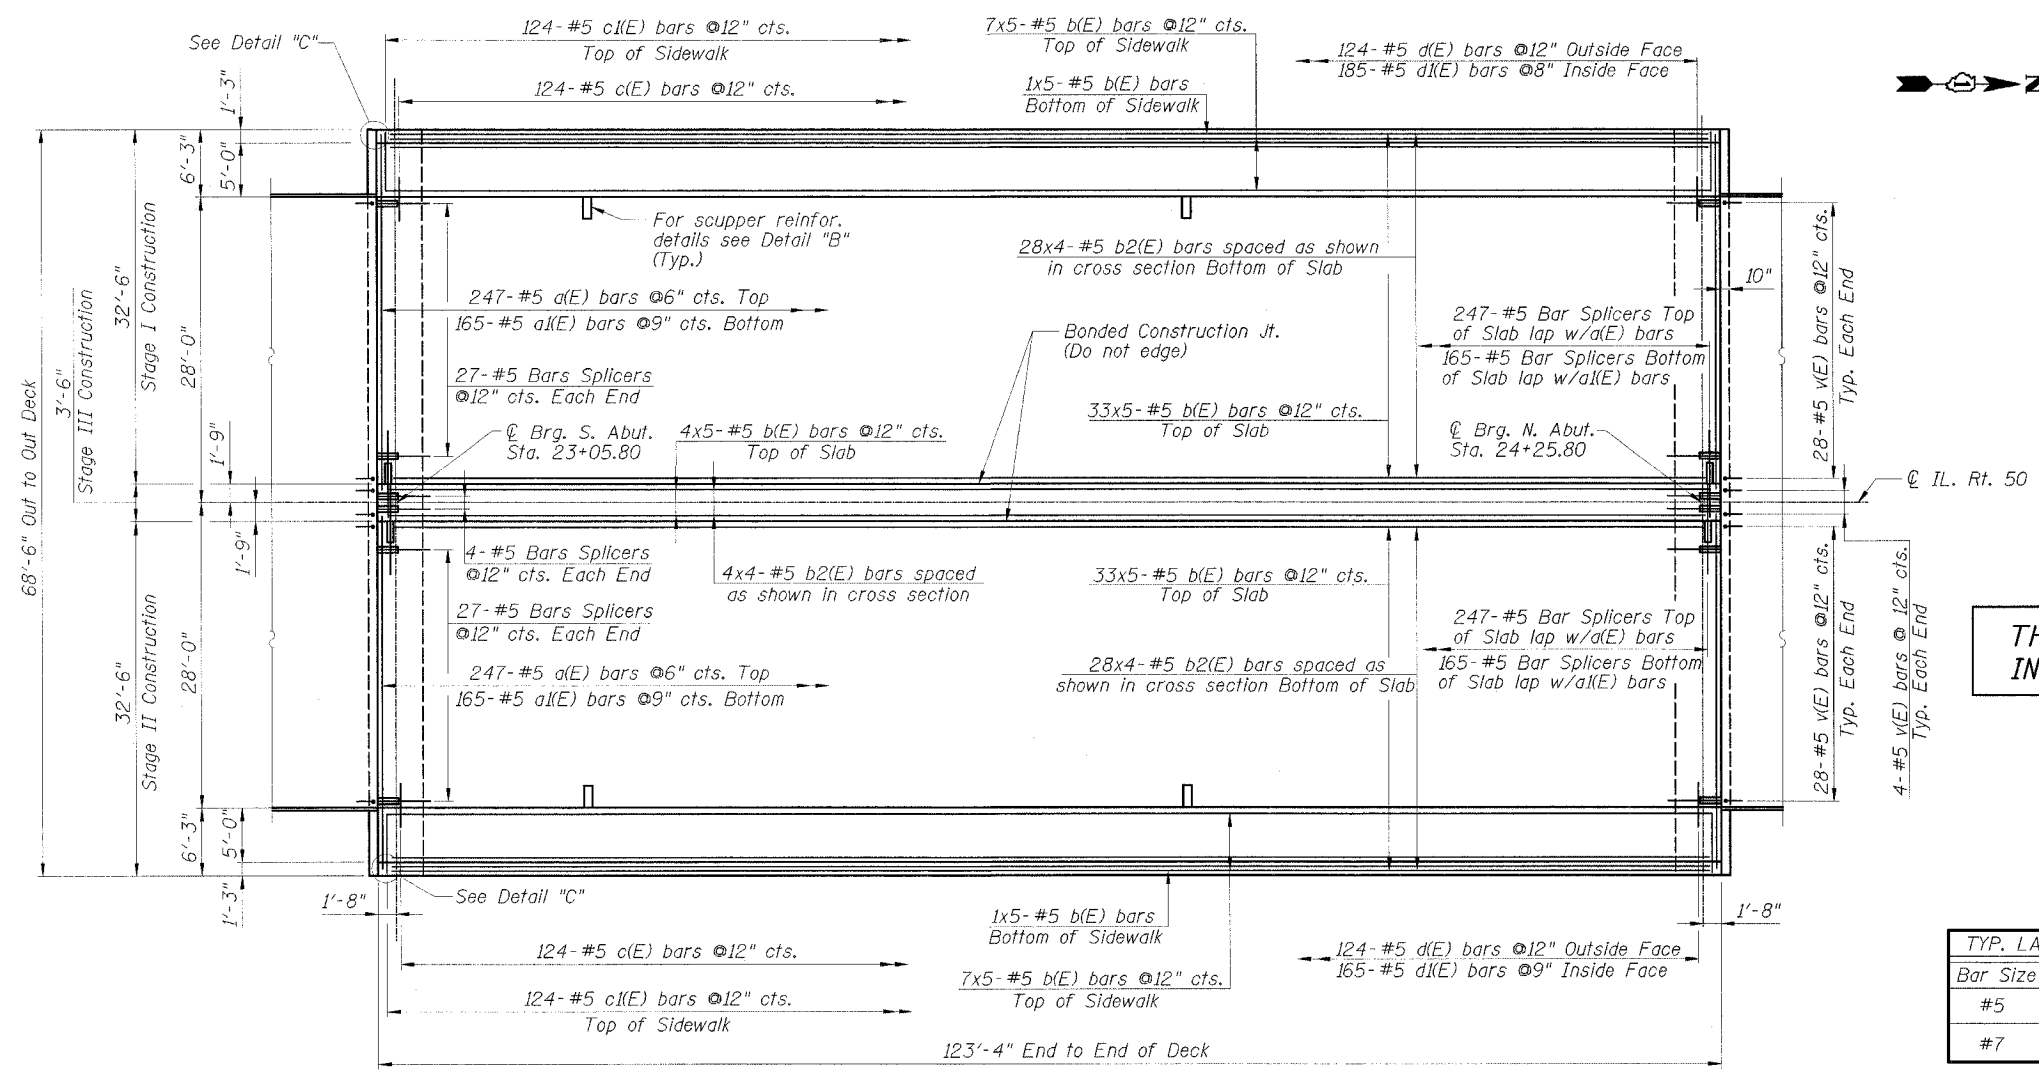 124-#5 c1(E) bars @12" cts.
Top of Sidewalk
See Detail "C"
124-#5 c(E) bars @12" cts.
7x5-#5 b(E) bars @12" cts.
Top of Sidewalk
1x5-#5 b(E) bars
Bottom of Sidewalk
124-#5 d(E) bars @12" Outside Face
185-#5 d1(E) bars @8" Inside Face
N
1'-3"
6'-3"
5'-0"
68'-6" Out to Out Deck
3'-6"
Stage III Construction
32'-6"
Stage I Construction
28'-0"
1'-9"
1'-9"
32'-6"
Stage II Construction
28'-0"
6'-3"
5'-0"
1'-3"
For scupper reinfor.
details see Detail "B"
(Typ.)
28x4-#5 b2(E) bars spaced as shown
in cross section Bottom of Slab
247-#5 a(E) bars @6" cts. Top
165-#5 a1(E) bars @9" cts. Bottom
Bonded Construction Jt.
(Do not edge)
247-#5 Bar Splicers Top
of Slab lap w/a(E) bars
165-#5 Bar Splicers Bottom
of Slab lap w/a1(E) bars
10"
28-#5 v(E) bars @12" cts.
Typ. Each End
27-#5 Bars Splicers
@12" cts. Each End
℄ Brg. S. Abut.
Sta. 23+05.80
4x5-#5 b(E) bars @12" cts.
Top of Slab
33x5-#5 b(E) bars @12" cts.
Top of Slab
℄ Brg. N. Abut.
Sta. 24+25.80
℄ IL. Rt. 50
4-#5 Bars Splicers
@12" cts. Each End
4x4-#5 b2(E) bars spaced
as shown in cross section
33x5-#5 b(E) bars @12" cts.
Top of Slab
27-#5 Bars Splicers
@12" cts. Each End
247-#5 Bar Splicers Top
of Slab lap w/a(E) bars
165-#5 Bar Splicers Bottom
of Slab lap w/a1(E) bars
28-#5 v(E) bars @12" cts.
Typ. Each End
4-#5 v(E) bars @ 12" cts.
Typ. Each End
TH
IN
247-#5 a(E) bars @6" cts. Top
165-#5 a1(E) bars @9" cts. Bottom
28x4-#5 b2(E) bars spaced as
shown in cross section Bottom of Slab
1'-8"
See Detail "C"
1x5-#5 b(E) bars
Bottom of Sidewalk
1'-8"
124-#5 c(E) bars @12" cts.
7x5-#5 b(E) bars @12" cts.
Top of Sidewalk
124-#5 d(E) bars @12" Outside Face
165-#5 d1(E) bars @9" Inside Face
124-#5 c1(E) bars @12" cts.
Top of Sidewalk
123'-4" End to End of Deck
TYP. LA
Bar Size
#5
#7